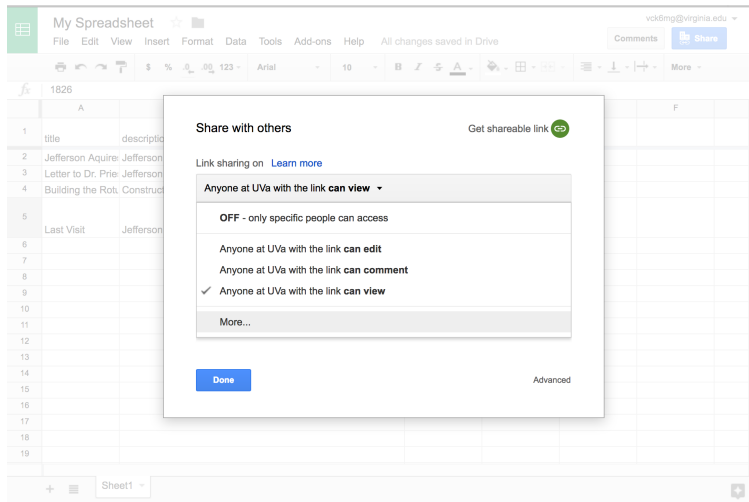 My Spreadsheet
vck6mg@virginia.edu
File Edit View Insert Format Data Tools Add-ons Help All changes saved in Drive
Comments Share
$ % .0 .00 123 Arial 10 B I S A More
fx 1826
A F
1 title descriptio
2 Jefferson Aquire Jefferson
3 Letter to Dr. Prie Jefferson
4 Building the Rotu Construct
5 Last Visit Jefferson
6
7
8
9
10
11
12
13
14
15
16
17
18
19
Share with others Get shareable link
Link sharing on Learn more
Anyone at UVa with the link can view
OFF - only specific people can access
Anyone at UVa with the link can edit
Anyone at UVa with the link can comment
Anyone at UVa with the link can view
More...
Done Advanced
Sheet1